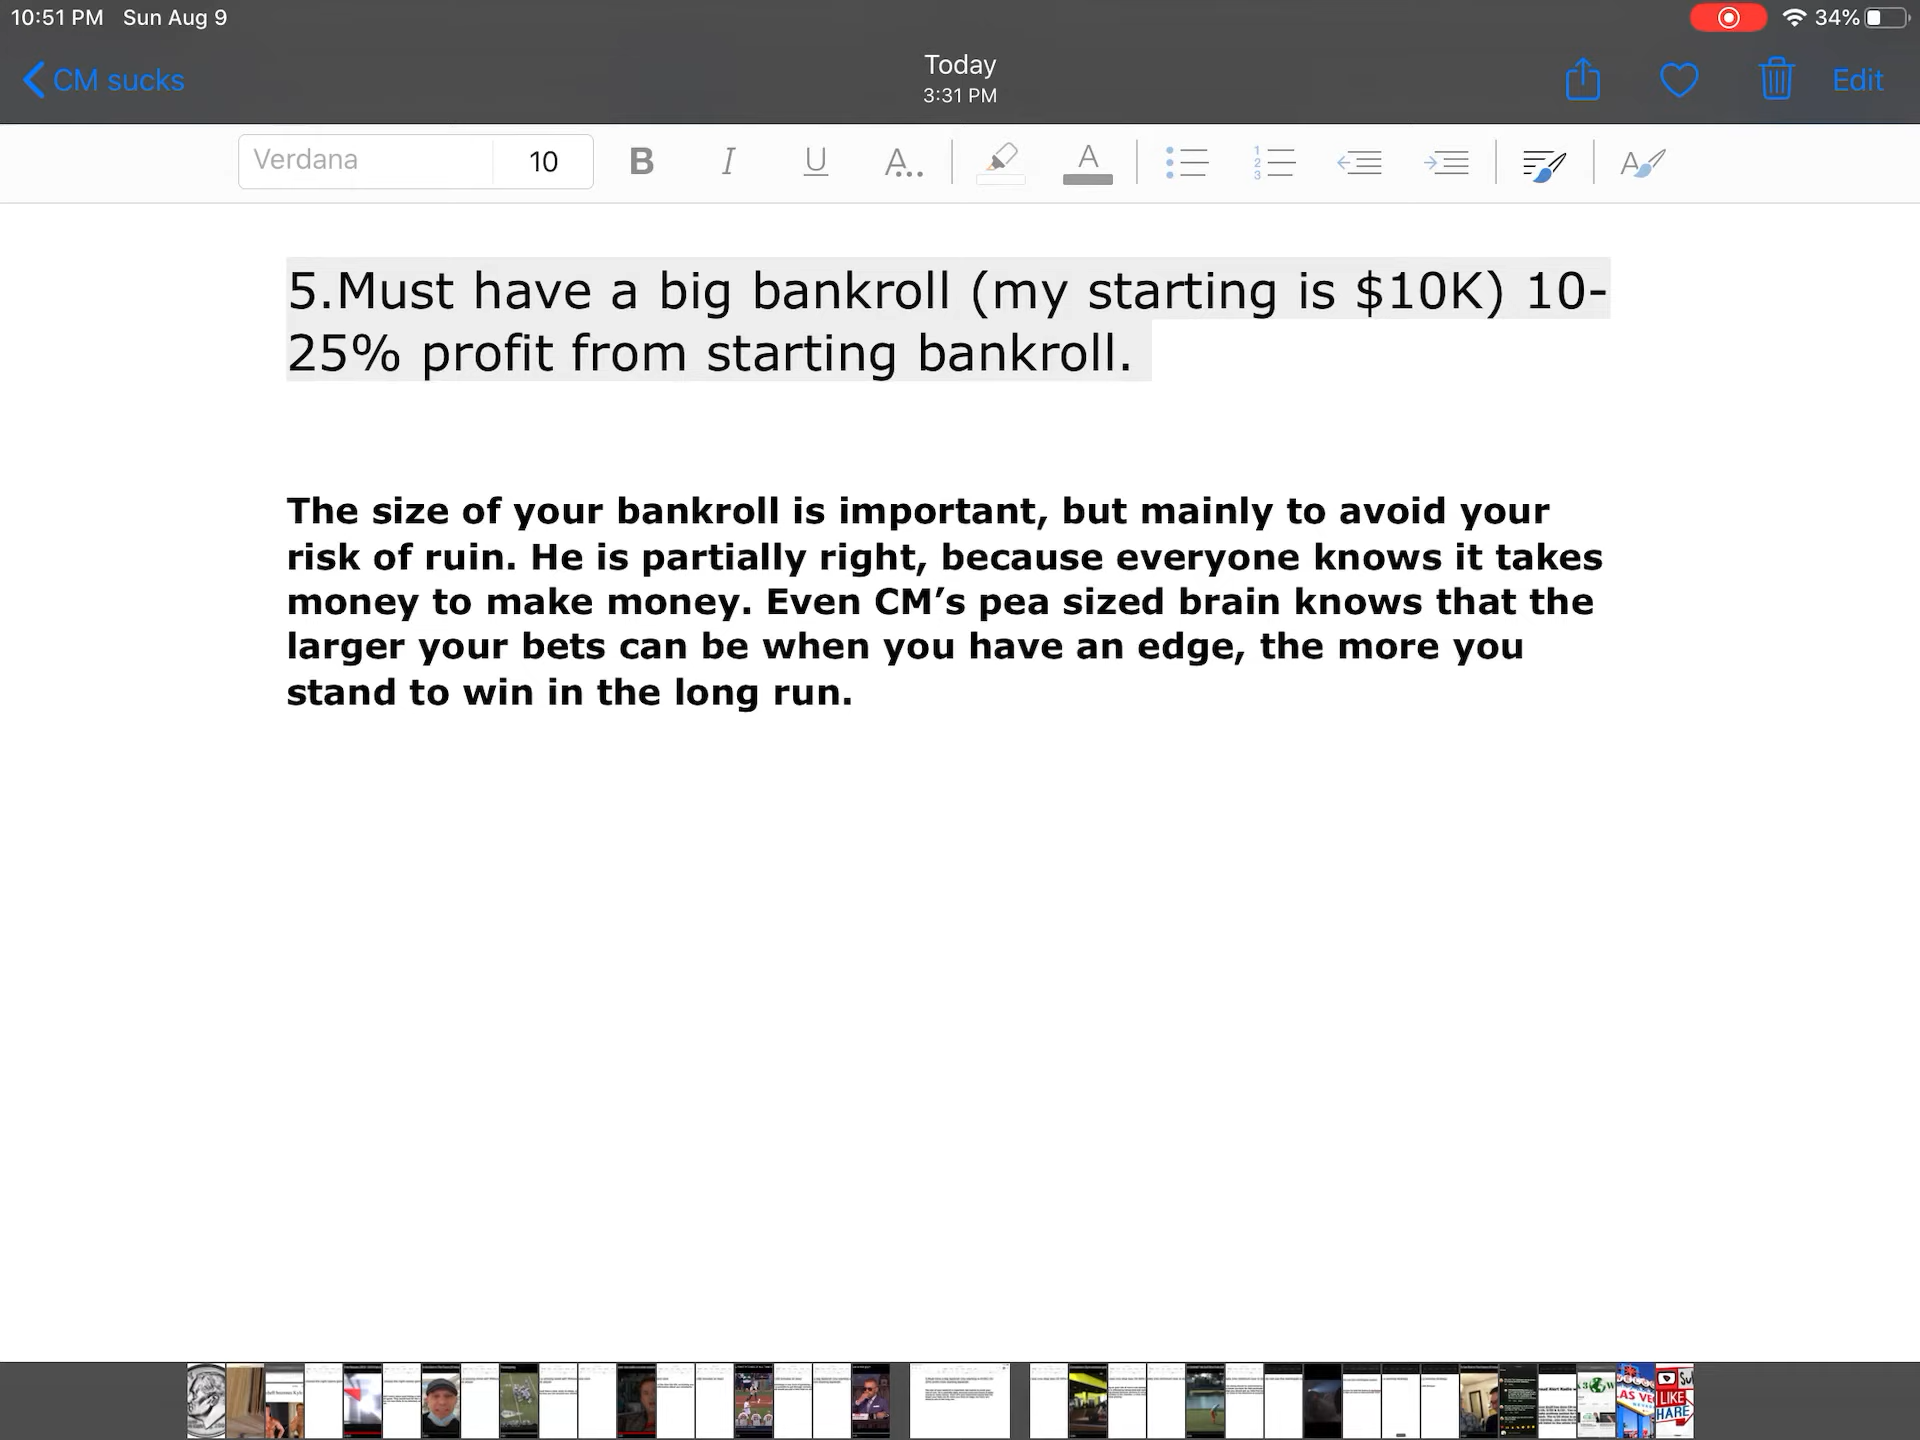 10:51 PM Sun Aug 9
34%
CM sucks
Today
3:31 PM
Edit
Verdana
10
B I U A...
A
5.Must have a big bankroll (my starting is $10K) 10-
25% profit from starting bankroll.
The size of your bankroll is important, but mainly to avoid your
risk of ruin. He is partially right, because everyone knows it takes
money to make money. Even CM’s pea sized brain knows that the
larger your bets can be when you have an edge, the more you
stand to win in the long run.
LIKE
HARE